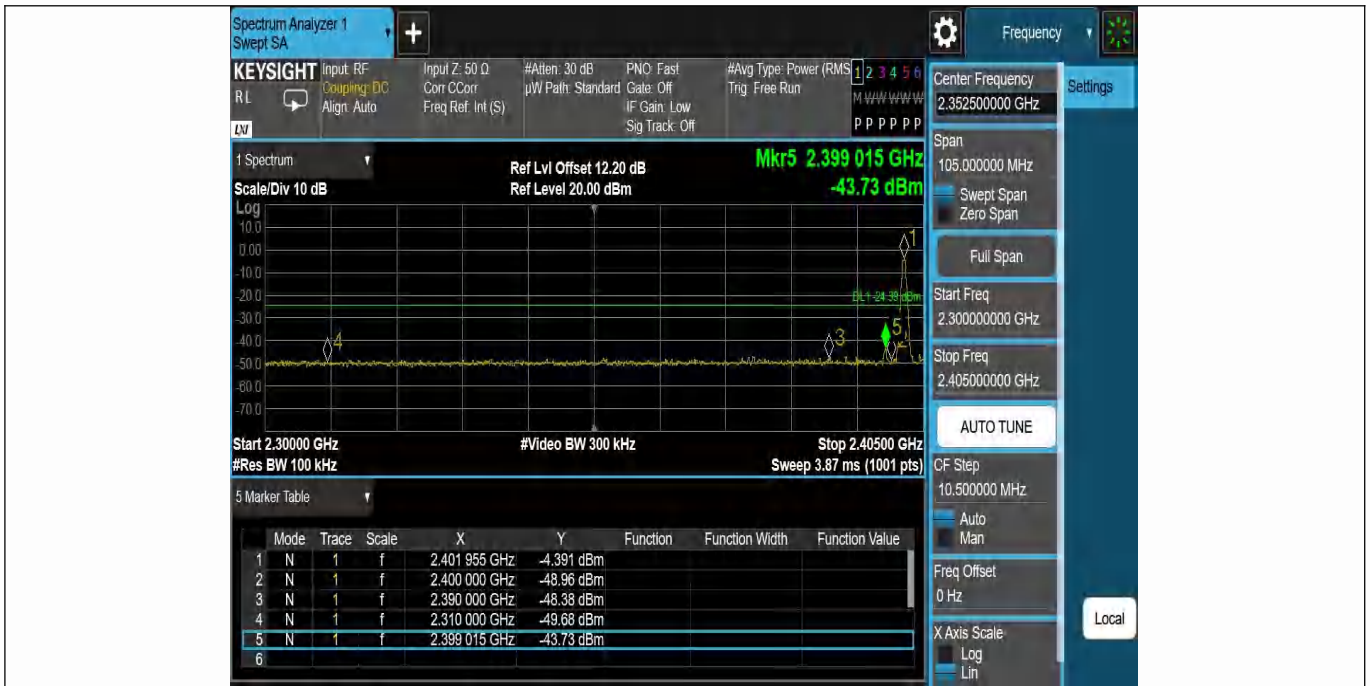 Spectrum Analyzer 1
Swept SA
+
Frequency
KEYSIGHT
RL
LXI
Input: RF
Coupling: DC
Align: Auto
Input Z: 50 Ω
Corr CCorr
Freq Ref: Int (S)
#Atten: 30 dB
µW Path: Standard
PNO: Fast
Gate: Off
IF Gain: Low
Sig Track: Off
#Avg Type: Power (RMS
Trig: Free Run
1 2 3 4 5 6
M W W W W W
P P P P P P
Center Frequency
2.352500000 GHz
Settings
1 Spectrum
Scale/Div 10 dB
Ref Lvl Offset 12.20 dB
Ref Level 20.00 dBm
Mkr5 2.399 015 GHz
-43.73 dBm
Span
105.000000 MHz
Swept Span
Zero Span
Full Span
Log
10.0
0.00
-10.0
-20.0
-30.0
-40.0
-50.0
-60.0
-70.0
1
DL1 -24.39 dBm
4
3
5
2
Start Freq
2.300000000 GHz
Stop Freq
2.405000000 GHz
AUTO TUNE
Start 2.30000 GHz
#Res BW 100 kHz
#Video BW 300 kHz
Stop 2.40500 GHz
Sweep 3.87 ms (1001 pts)
CF Step
10.500000 MHz
Auto
Man
5 Marker Table
Mode Trace Scale X Y Function Function Width Function Value
1 N 1 f 2.401 955 GHz -4.391 dBm
2 N 1 f 2.400 000 GHz -48.96 dBm
3 N 1 f 2.390 000 GHz -48.38 dBm
4 N 1 f 2.310 000 GHz -49.68 dBm
5 N 1 f 2.399 015 GHz -43.73 dBm
6
Freq Offset
0 Hz
Local
X Axis Scale
Log
Lin